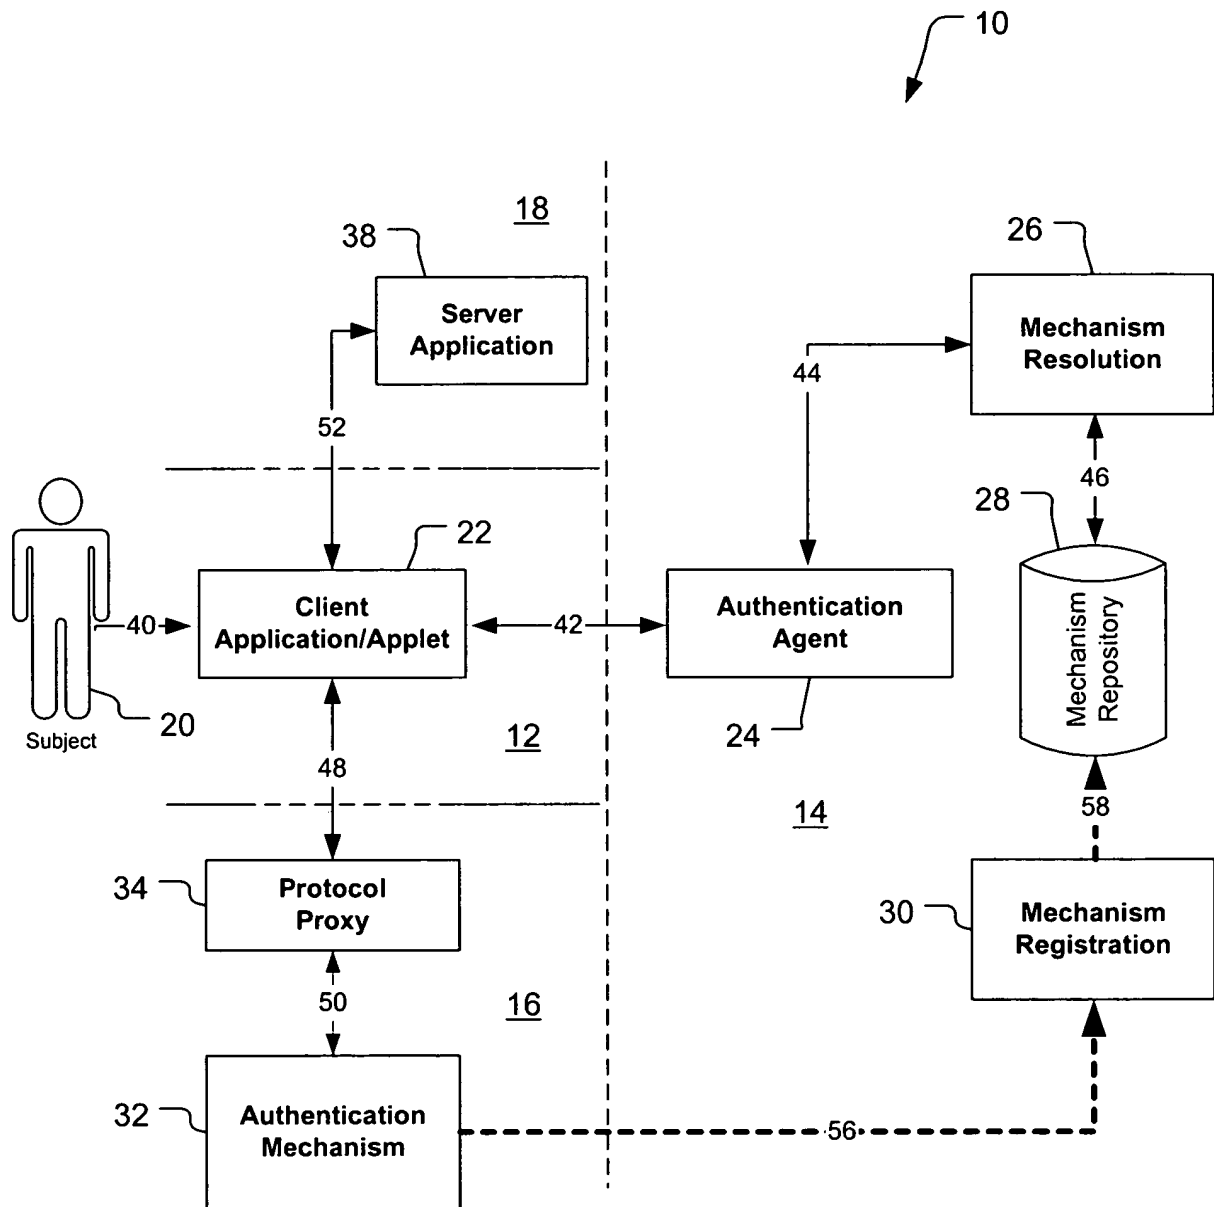 10
18
38
Server
Application
26
Mechanism
Resolution
44
52
46
28
22
Client
Application/Applet
40
42
Authentication
Agent
Mechanism
Repository
20
Subject
12
24
48
14
58
34
Protocol
Proxy
30
Mechanism
Registration
50
16
32
Authentication
Mechanism
56